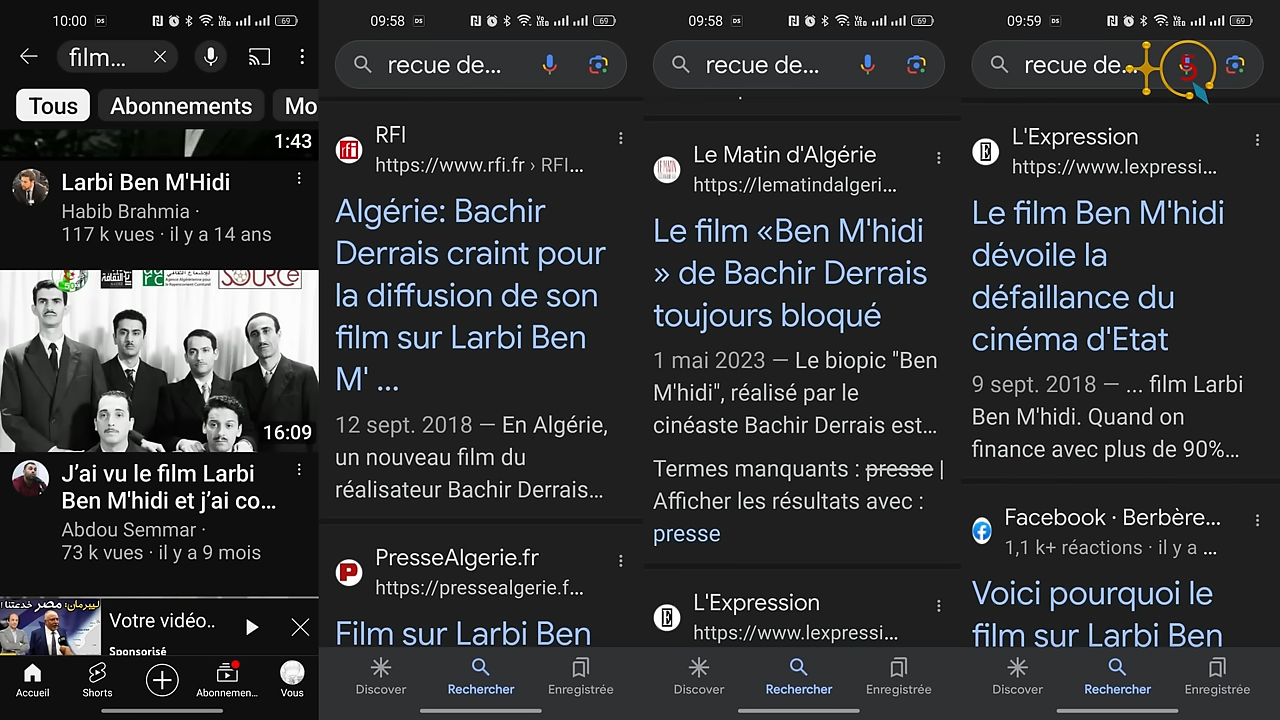 10:00
69
film...
Tous
Abonnements
Mo
1:43
Larbi Ben M'Hidi
Habib Brahmia ·
117 k vues · il y a 14 ans
SOURCE
16:09
J'ai vu le film Larbi
Ben M'hidi et j'ai co...
Abdou Semmar ·
73 k vues · il y a 9 mois
Votre vidéo..
Sponsorisé
Accueil
Shorts
Abonnemen...
Vous
09:58
69
recue de...
RFI
https://www.rfi.fr › RFI...
Algérie: Bachir
Derrais craint pour
la diffusion de son
film sur Larbi Ben
M' ...
12 sept. 2018 — En Algérie,
un nouveau film du
réalisateur Bachir Derrais...
PresseAlgerie.fr
https://pressealgerie.f...
Film sur Larbi Ben
Discover
Rechercher
Enregistrée
09:58
69
recue de...
Le Matin d'Algérie
https://lematindalgeri...
Le film «Ben M'hidi
» de Bachir Derrais
toujours bloqué
1 mai 2023 — Le biopic "Ben
M'hidi", réalisé par le
cinéaste Bachir Derrais est...
Termes manquants : presse |
Afficher les résultats avec :
presse
L'Expression
https://www.lexpressi...
Discover
Rechercher
Enregistrée
09:59
69
recue de...
L'Expression
https://www.lexpressi...
Le film Ben M'hidi
dévoile la
défaillance du
cinéma d'Etat
9 sept. 2018 — ... film Larbi
Ben M'hidi. Quand on
finance avec plus de 90%...
Facebook · Berbère...
1,1 k+ réactions · il y a ...
Voici pourquoi le
film sur Larbi Ben
Discover
Rechercher
Enregistrée